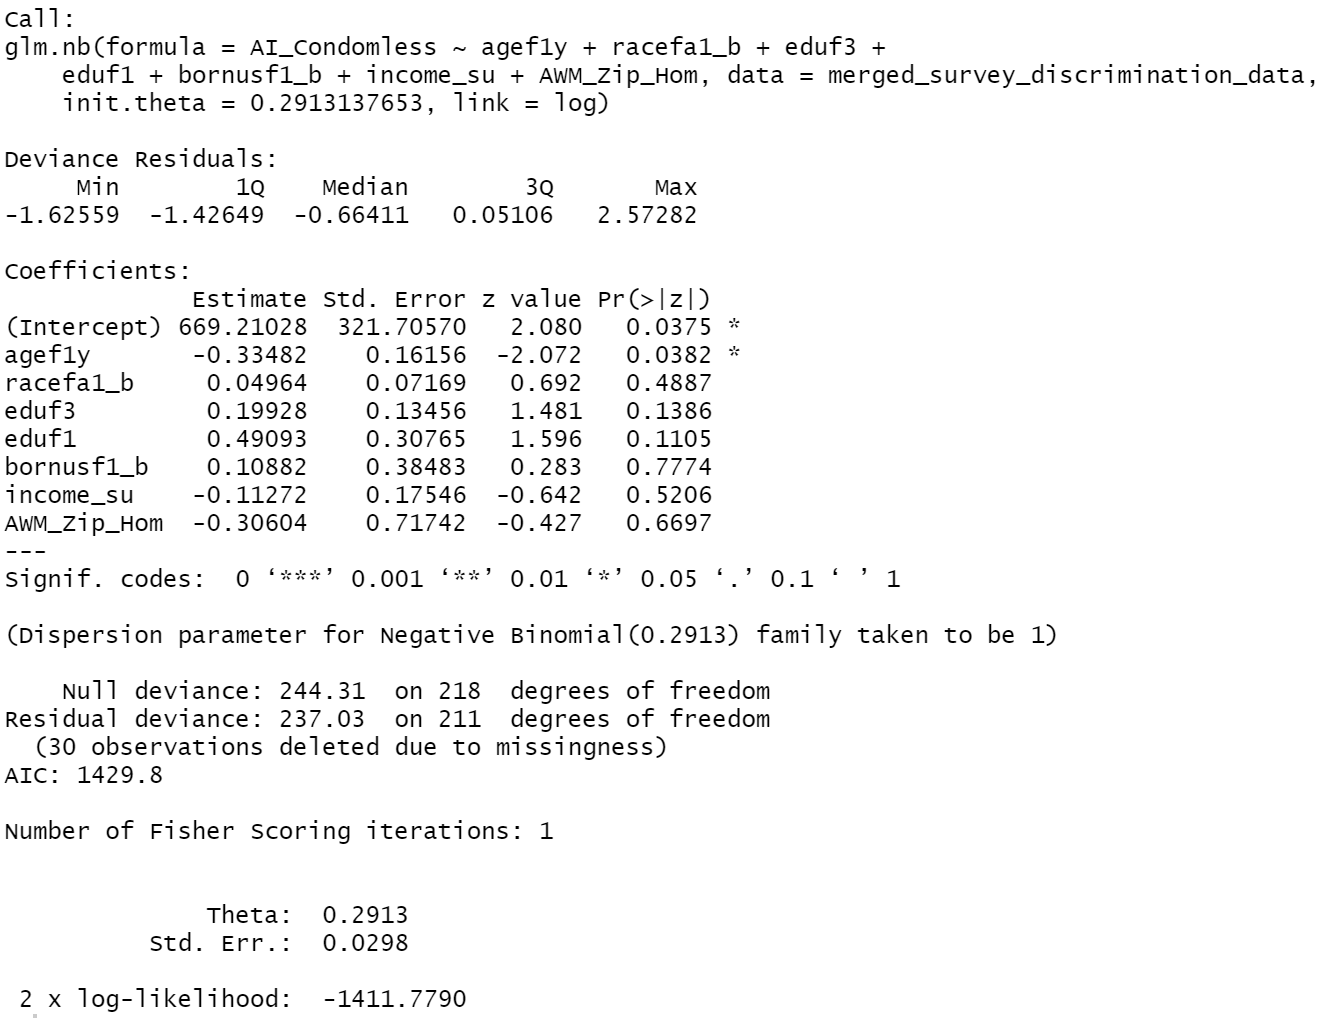 Call:
glm.nb(formula = AI_Condomless ~ agef1y + racefa1_b + eduf3 +
    eduf1 + bornusf1_b + income_su + AWM_Zip_Hom, data = merged_survey_discrimination_data,
    init.theta = 0.2913137653, link = log)

Deviance Residuals:
     Min        1Q    Median        3Q       Max
-1.62559  -1.42649  -0.66411   0.05106   2.57282

Coefficients:
             Estimate Std. Error z value Pr(>|z|)
(Intercept) 669.21028  321.70570   2.080   0.0375 *
agef1y       -0.33482    0.16156  -2.072   0.0382 *
racefa1_b     0.04964    0.07169   0.692   0.4887
eduf3         0.19928    0.13456   1.481   0.1386
eduf1         0.49093    0.30765   1.596   0.1105
bornusf1_b    0.10882    0.38483   0.283   0.7774
income_su    -0.11272    0.17546  -0.642   0.5206
AWM_Zip_Hom  -0.30604    0.71742  -0.427   0.6697
---
Signif. codes:  0 ‘***’ 0.001 ‘**’ 0.01 ‘*’ 0.05 ‘.’ 0.1 ‘ ’ 1

(Dispersion parameter for Negative Binomial(0.2913) family taken to be 1)

    Null deviance: 244.31  on 218  degrees of freedom
Residual deviance: 237.03  on 211  degrees of freedom
  (30 observations deleted due to missingness)
AIC: 1429.8

Number of Fisher Scoring iterations: 1


              Theta:  0.2913
          Std. Err.:  0.0298

 2 x log-likelihood:  -1411.7790